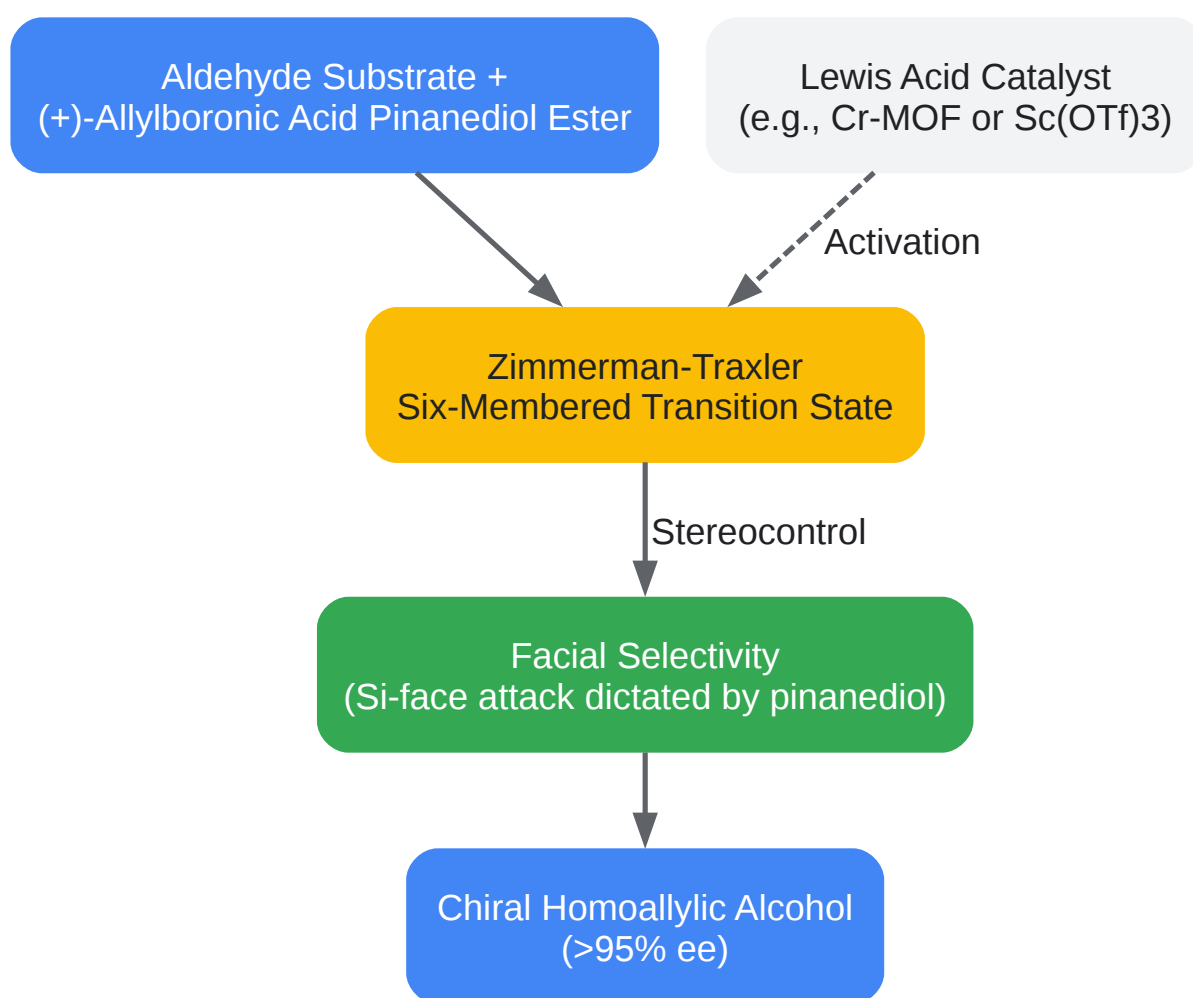 Aldehyde Substrate +
(+)-Allylboronic Acid Pinanediol Ester
Lewis Acid Catalyst
(e.g., Cr-MOF or Sc(OTf)3)
Activation
Zimmerman-Traxler
Six-Membered Transition State
Stereocontrol
Facial Selectivity
(Si-face attack dictated by pinanediol)
Chiral Homoallylic Alcohol
(>95% ee)